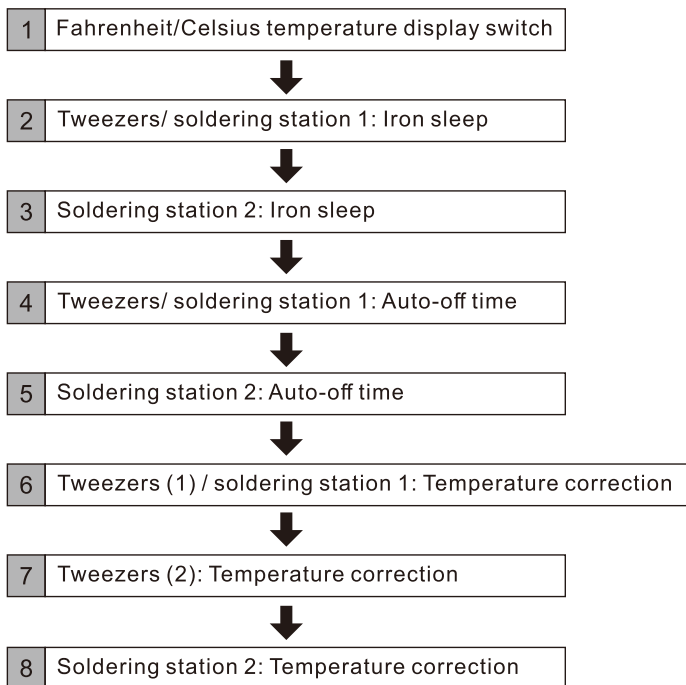 1 Fahrenheit/Celsius temperature display switch
2 Tweezers/ soldering station 1: Iron sleep
3 Soldering station 2: Iron sleep
4 Tweezers/ soldering station 1: Auto-off time
5 Soldering station 2: Auto-off time
6 Tweezers (1) / soldering station 1: Temperature correction
7 Tweezers (2): Temperature correction
8 Soldering station 2: Temperature correction